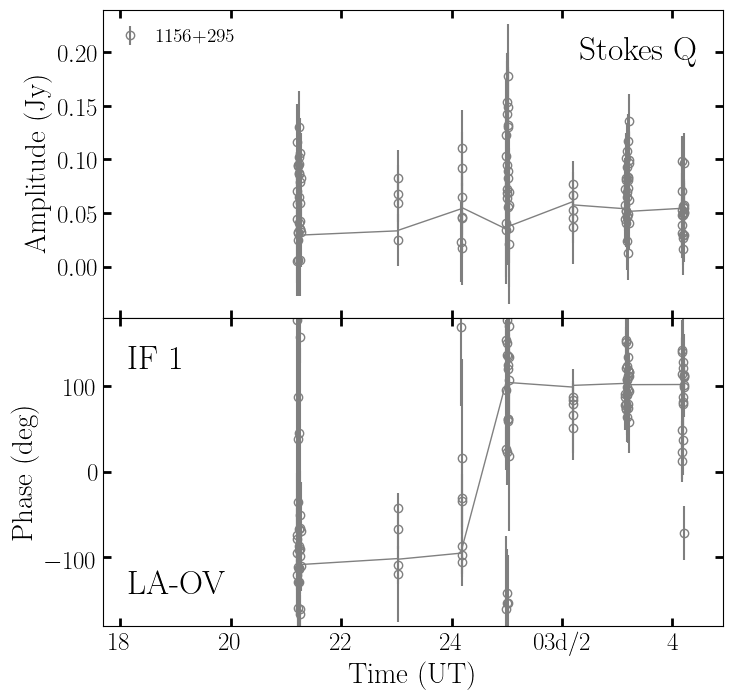 1156+295
Stokes Q
0.20
0.15
0.10
0.05
0.00
Amplitude (Jy)
IF 1
100
0
−100
Phase (deg)
LA-OV
18 20 22 24 03d/2 4
Time (UT)